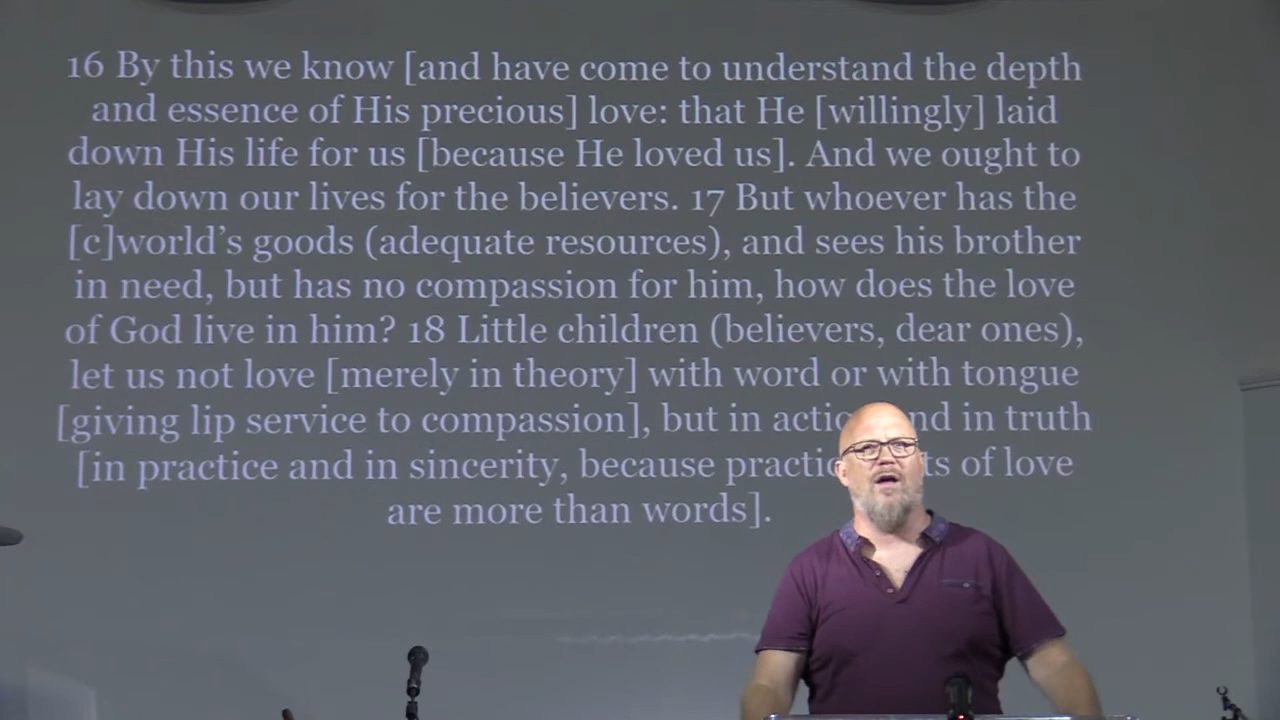 16 By this we know [and have come to understand the depth
and essence of His precious] love: that He [willingly] laid
down His life for us [because He loved us]. And we ought to
lay down our lives for the believers. 17 But whoever has the
[c]world’s goods (adequate resources), and sees his brother
in need, but has no compassion for him, how does the love
of God live in him? 18 Little children (believers, dear ones),
let us not love [merely in theory] with word or with tongue
[giving lip service to compassion], but in in truth
[in practice and in sincerity, because of love
are more than words].